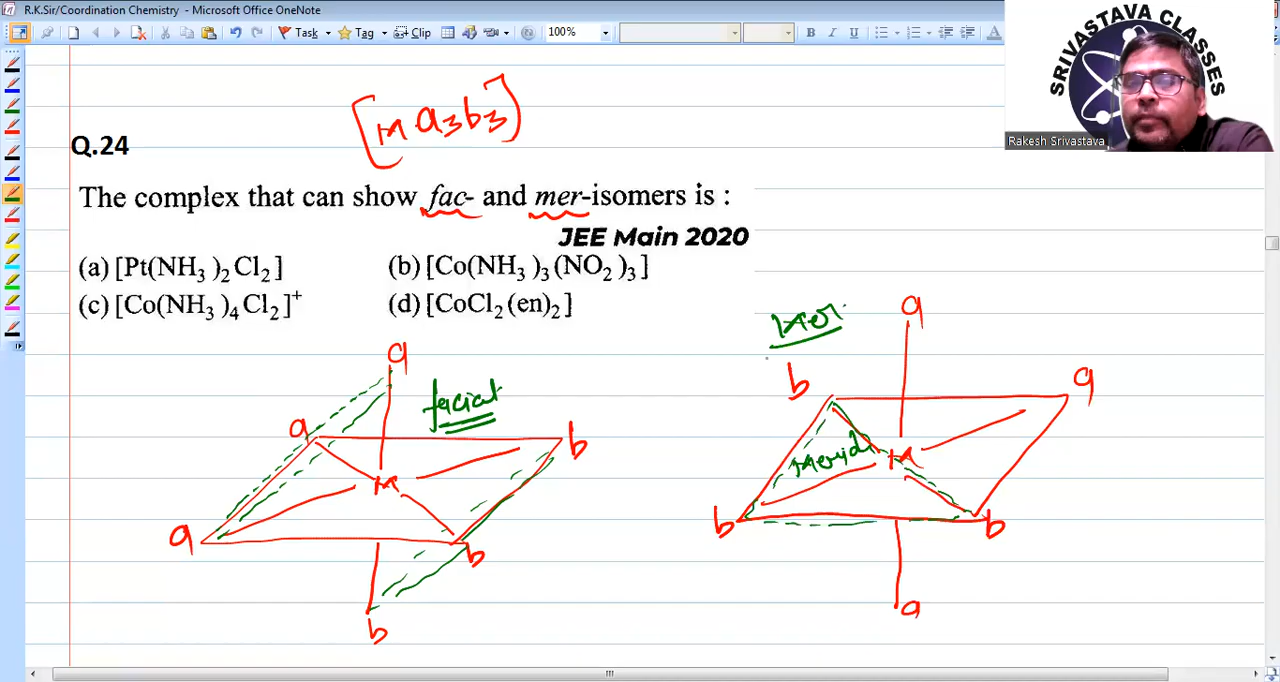 R.K.Sir/Coordination Chemistry - Microsoft Office OneNote
Task Tag Clip 100% B I U A
SRIVASTAVA CLASSES
Rakesh Srivastava
[Ma₃b₃]
Q.24
The complex that can show fac- and mer-isomers is :
JEE Main 2020
(a) [Pt(NH₃)₂Cl₂] (b) [Co(NH₃)₃(NO₂)₃]
(c) [Co(NH₃)₄Cl₂]⁺ (d) [CoCl₂(en)₂]
a
facial
a b
M
a b
b
mer
a
b a
M
b b
a